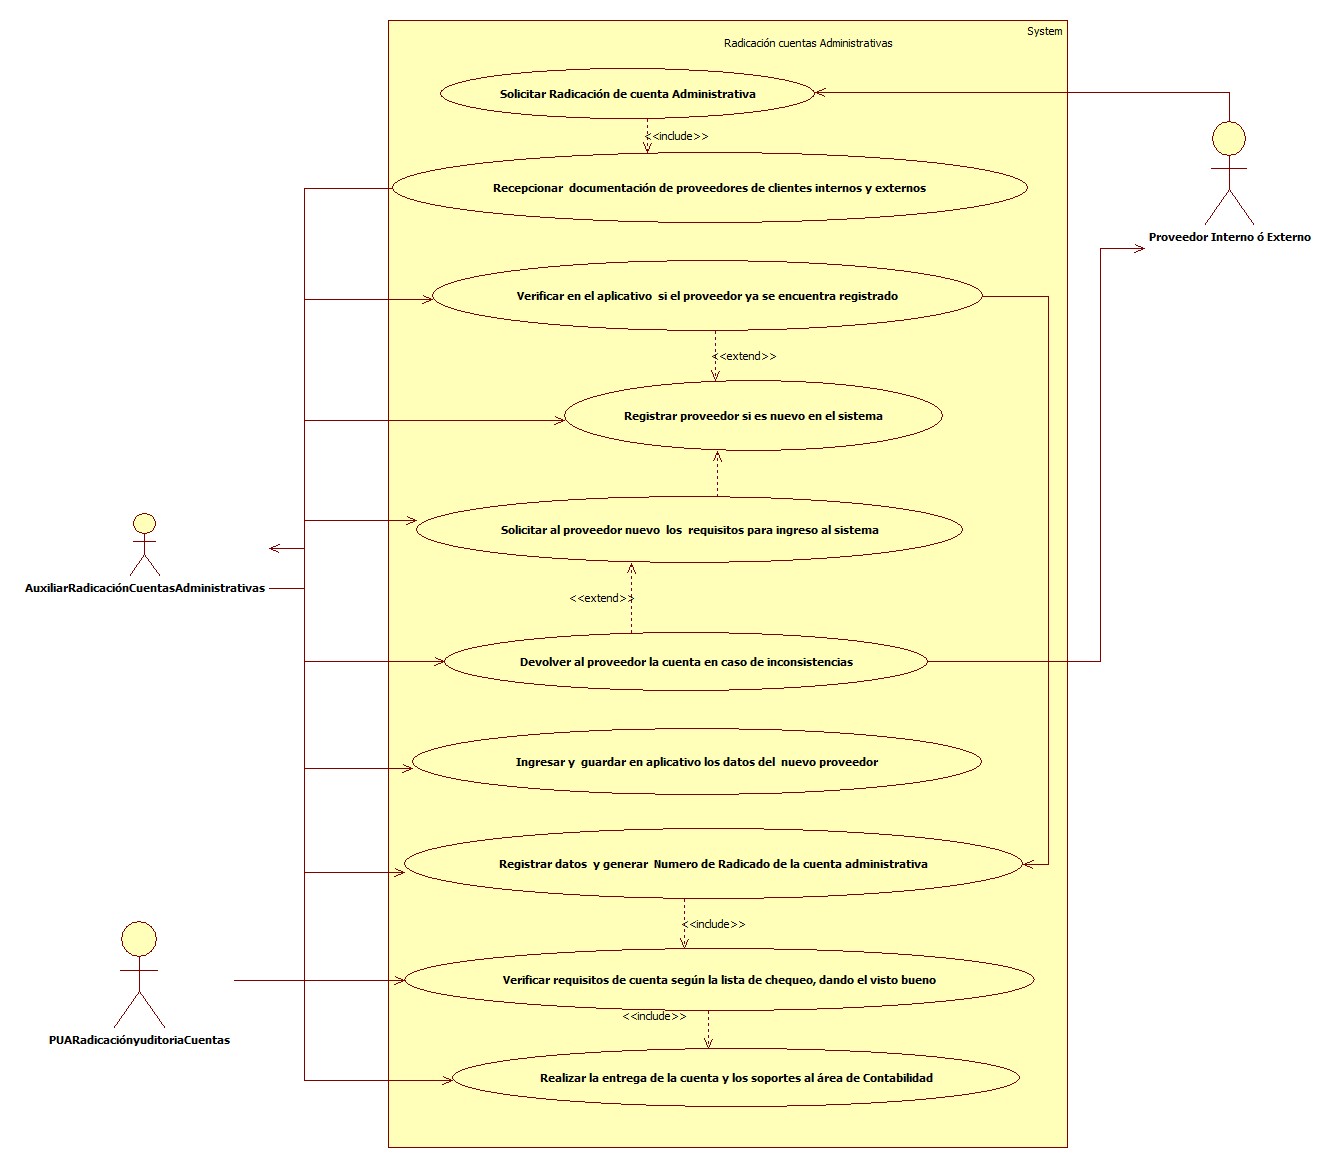 System
Radicación cuentas Administrativas
Solicitar Radicación de cuenta Administrativa
<<include>>
Recepcionar documentación de proveedores de clientes internos y externos
Proveedor Interno ó Externo
Verificar en el aplicativo si el proveedor ya se encuentra registrado
<<extend>>
Registrar proveedor si es nuevo en el sistema
Solicitar al proveedor nuevo los requisitos para ingreso al sistema
AuxiliarRadicaciónCuentasAdministrativas
<<extend>>
Devolver al proveedor la cuenta en caso de inconsistencias
Ingresar y guardar en aplicativo los datos del nuevo proveedor
Registrar datos y generar Numero de Radicado de la cuenta administrativa
<<include>>
Verificar requisitos de cuenta según la lista de chequeo, dando el visto bueno
<<include>>
PUARadicaciónyuditoriaCuentas
Realizar la entrega de la cuenta y los soportes al área de Contabilidad